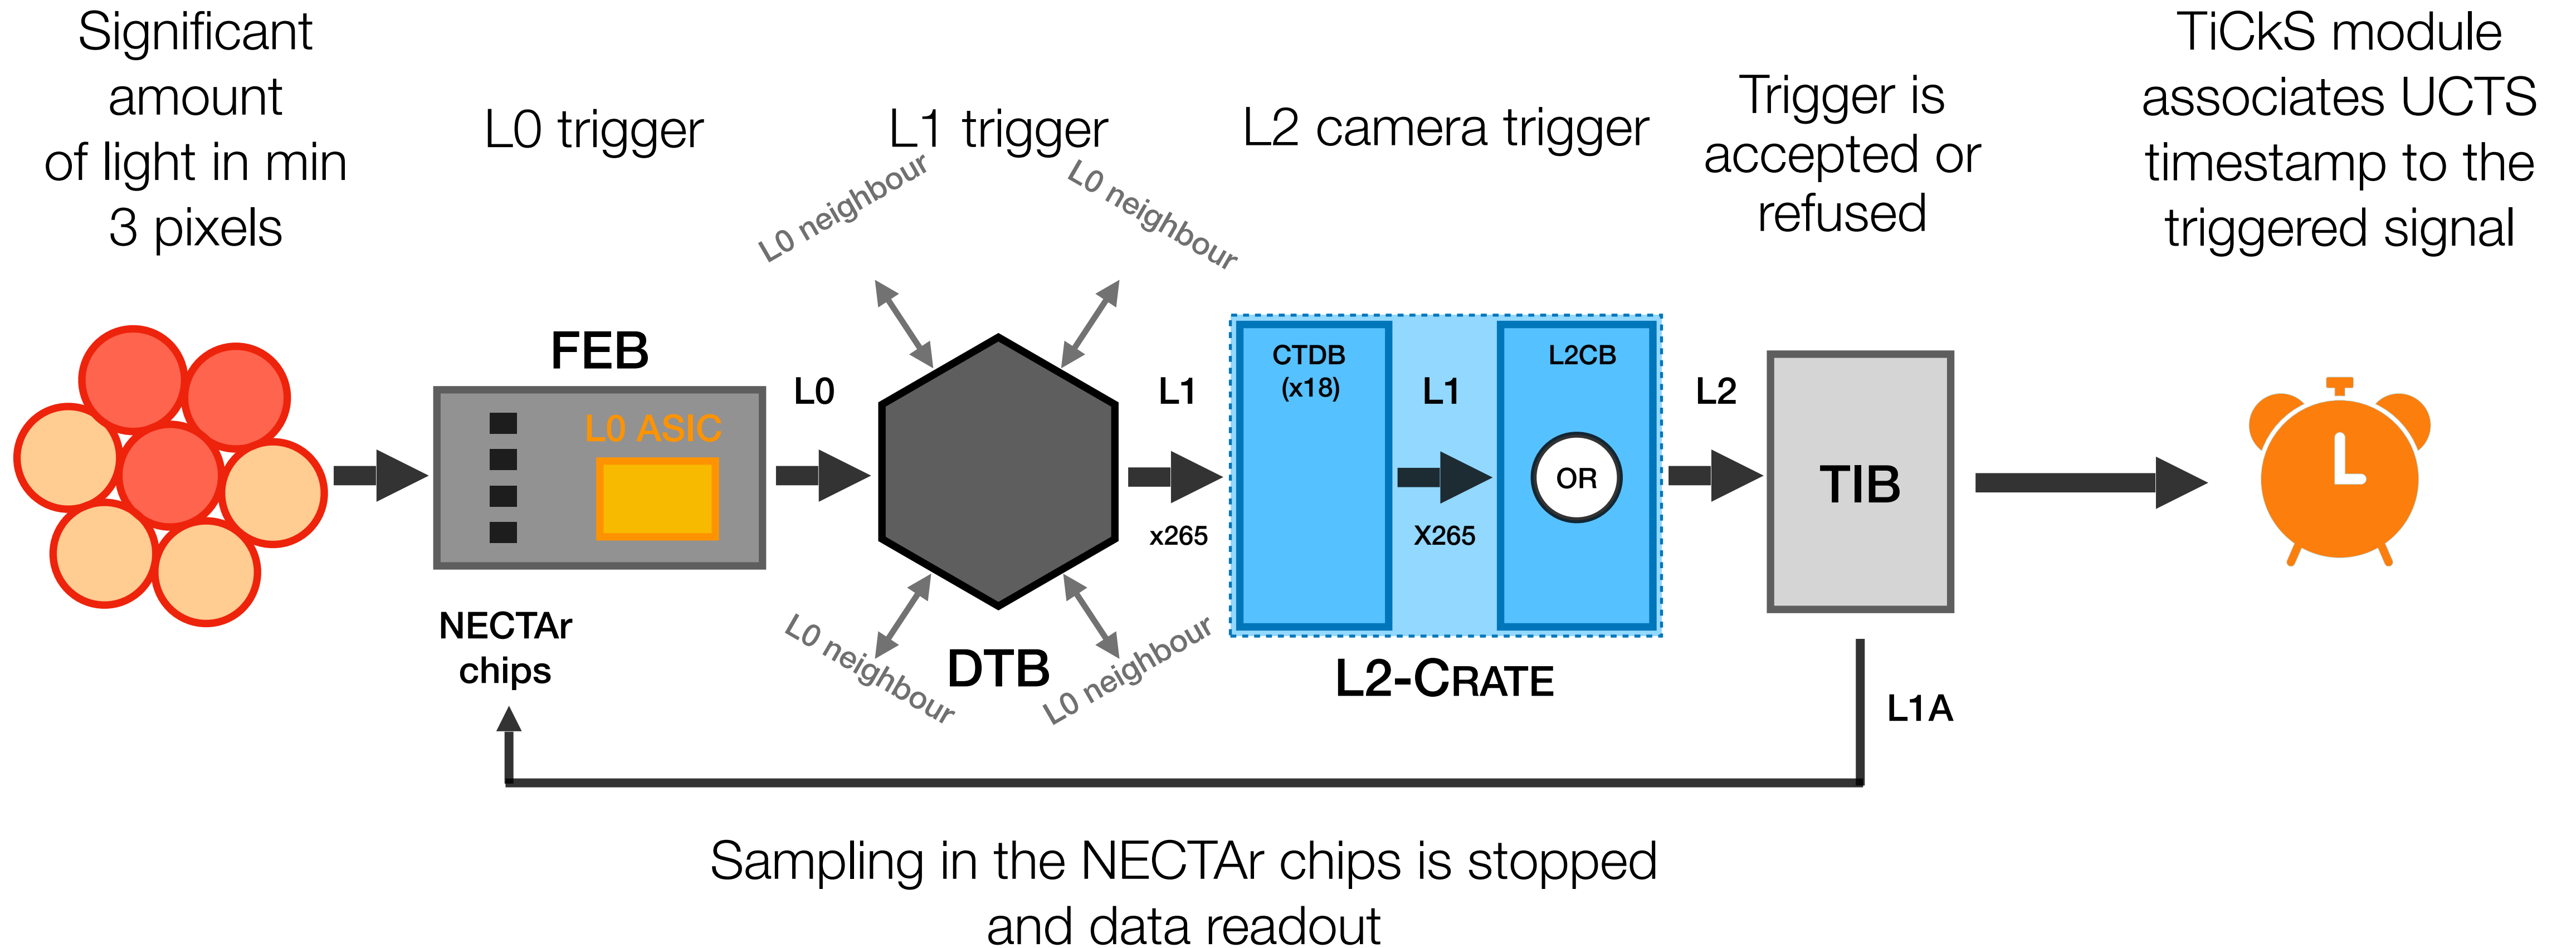 Significant
amount
of light in min
3 pixels
L0 trigger
L1 trigger
L2 camera trigger
Trigger is
accepted or
refused
TiCkS module
associates UCTS
timestamp to the
triggered signal
L0 neighbour
L0 neighbour
FEB
L0 ASIC
L0
L1
x265
CTDB
(x18)
L1
X265
L2CB
OR
L2
TIB
NECTAr
chips
L0 neighbour
DTB
L0 neighbour
L2-CRATE
L1A
Sampling in the NECTAr chips is stopped
and data readout